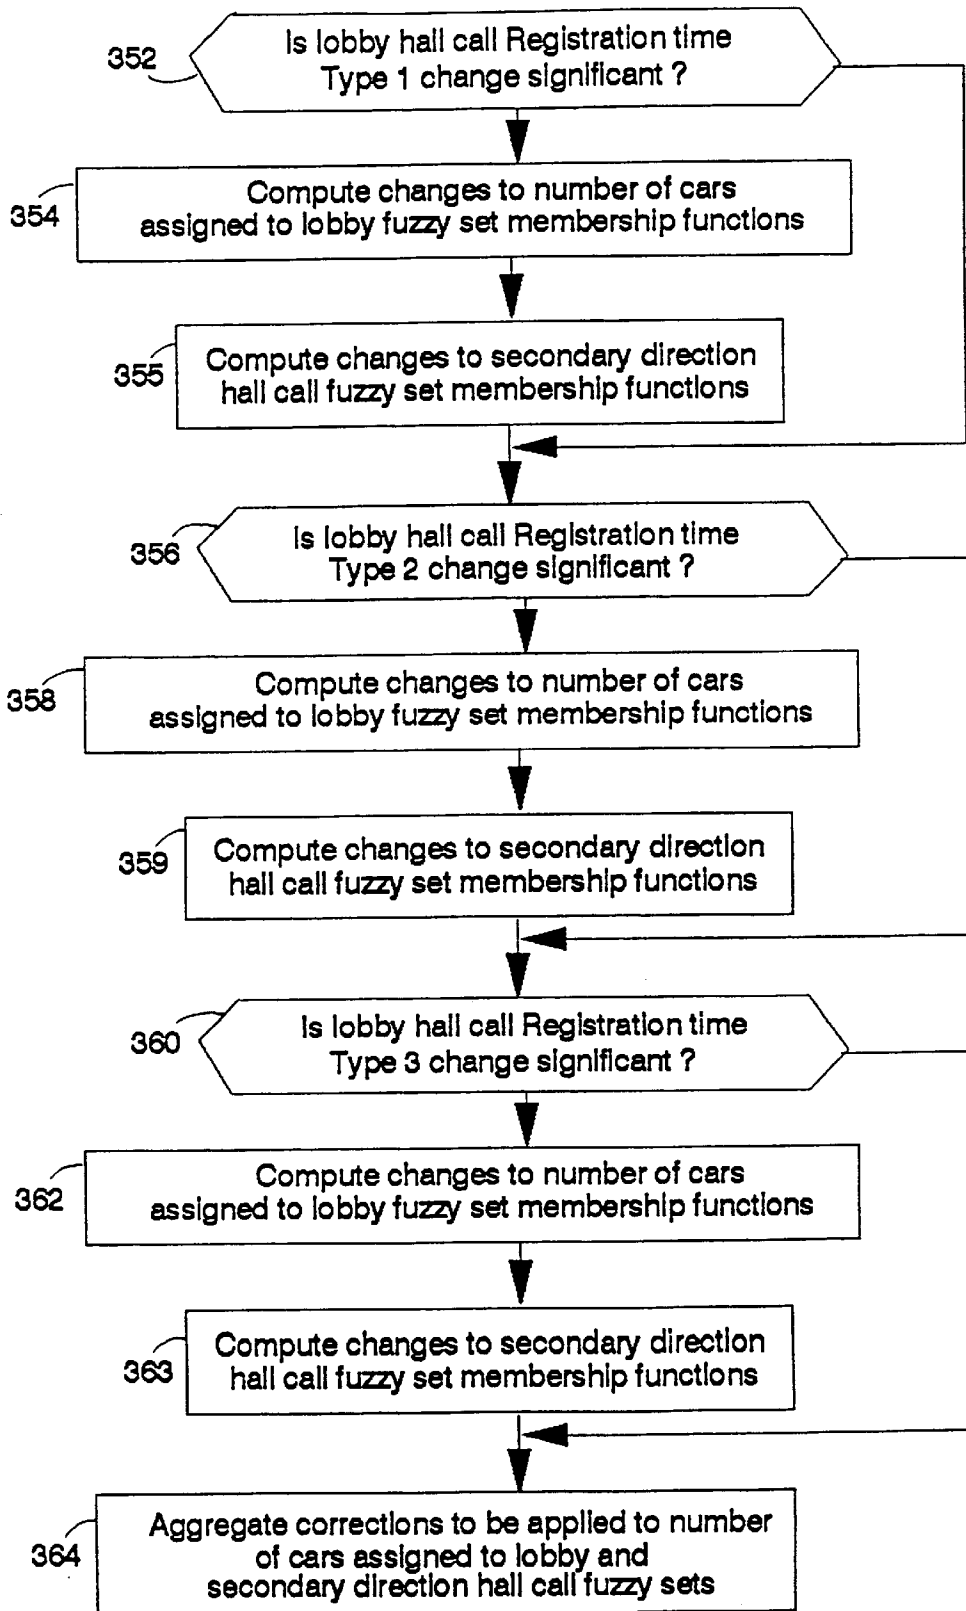 352
Is lobby hall call Registration time
Type 1 change significant ?
354
Compute changes to number of cars
assigned to lobby fuzzy set membership functions
355
Compute changes to secondary direction
hall call fuzzy set membership functions
356
Is lobby hall call Registration time
Type 2 change significant ?
358
Compute changes to number of cars
assigned to lobby fuzzy set membership functions
359
Compute changes to secondary direction
hall call fuzzy set membership functions
360
Is lobby hall call Registration time
Type 3 change significant ?
362
Compute changes to number of cars
assigned to lobby fuzzy set membership functions
363
Compute changes to secondary direction
hall call fuzzy set membership functions
364
Aggregate corrections to be applied to number
of cars assigned to lobby and
secondary direction hall call fuzzy sets